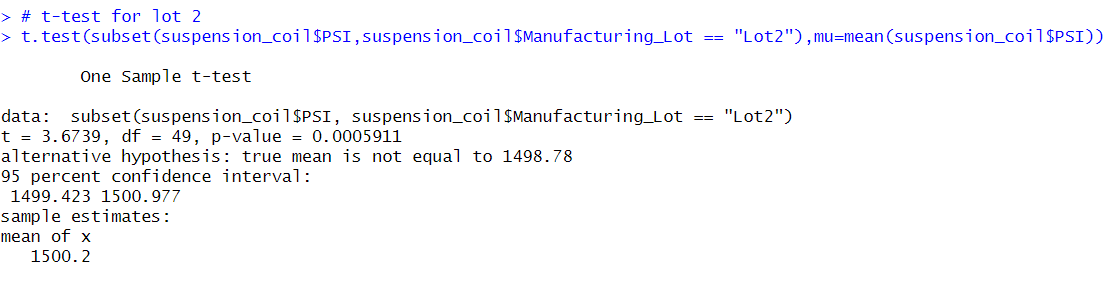 > # t-test for lot 2
> t.test(subset(suspension_coil$PSI,suspension_coil$Manufacturing_Lot == "Lot2"),mu=mean(suspension_coil$PSI))
One Sample t-test
data:  subset(suspension_coil$PSI, suspension_coil$Manufacturing_Lot == "Lot2")
t = 3.6739, df = 49, p-value = 0.0005911
alternative hypothesis: true mean is not equal to 1498.78
95 percent confidence interval:
 1499.423 1500.977
sample estimates:
mean of x
   1500.2